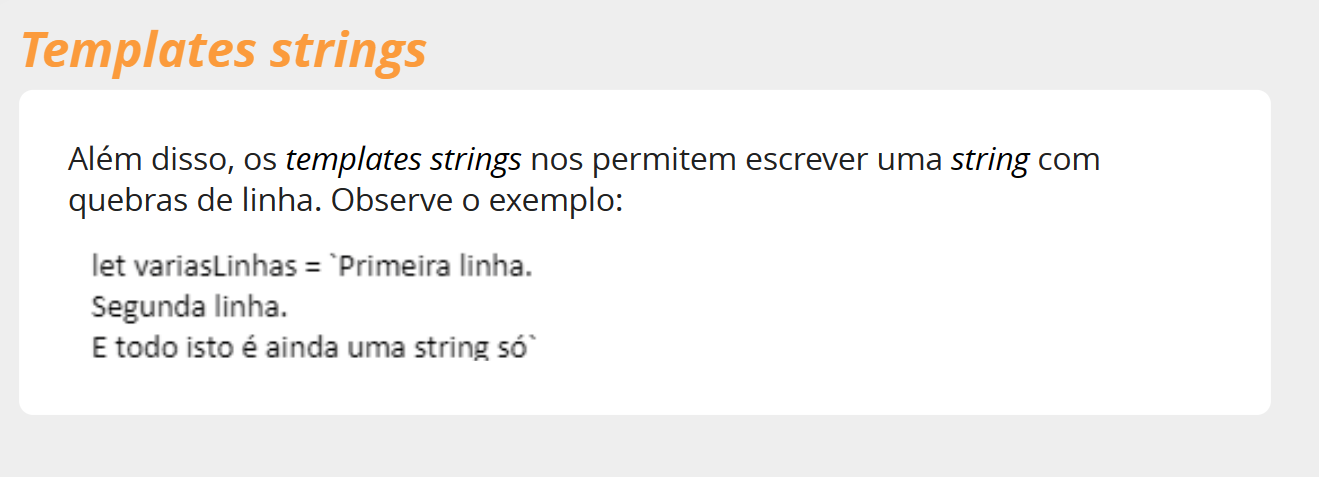 Templates strings
Além disso, os templates strings nos permitem escrever uma string com
quebras de linha. Observe o exemplo:
let variasLinhas = `Primeira linha.
Segunda linha.
E todo isto é ainda uma string só`